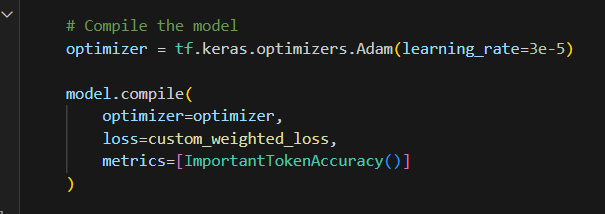 # Compile the model
optimizer = tf.keras.optimizers.Adam(learning_rate=3e-5)
model.compile(
optimizer=optimizer,
loss=custom_weighted_loss,
metrics=[ImportantTokenAccuracy()]
)